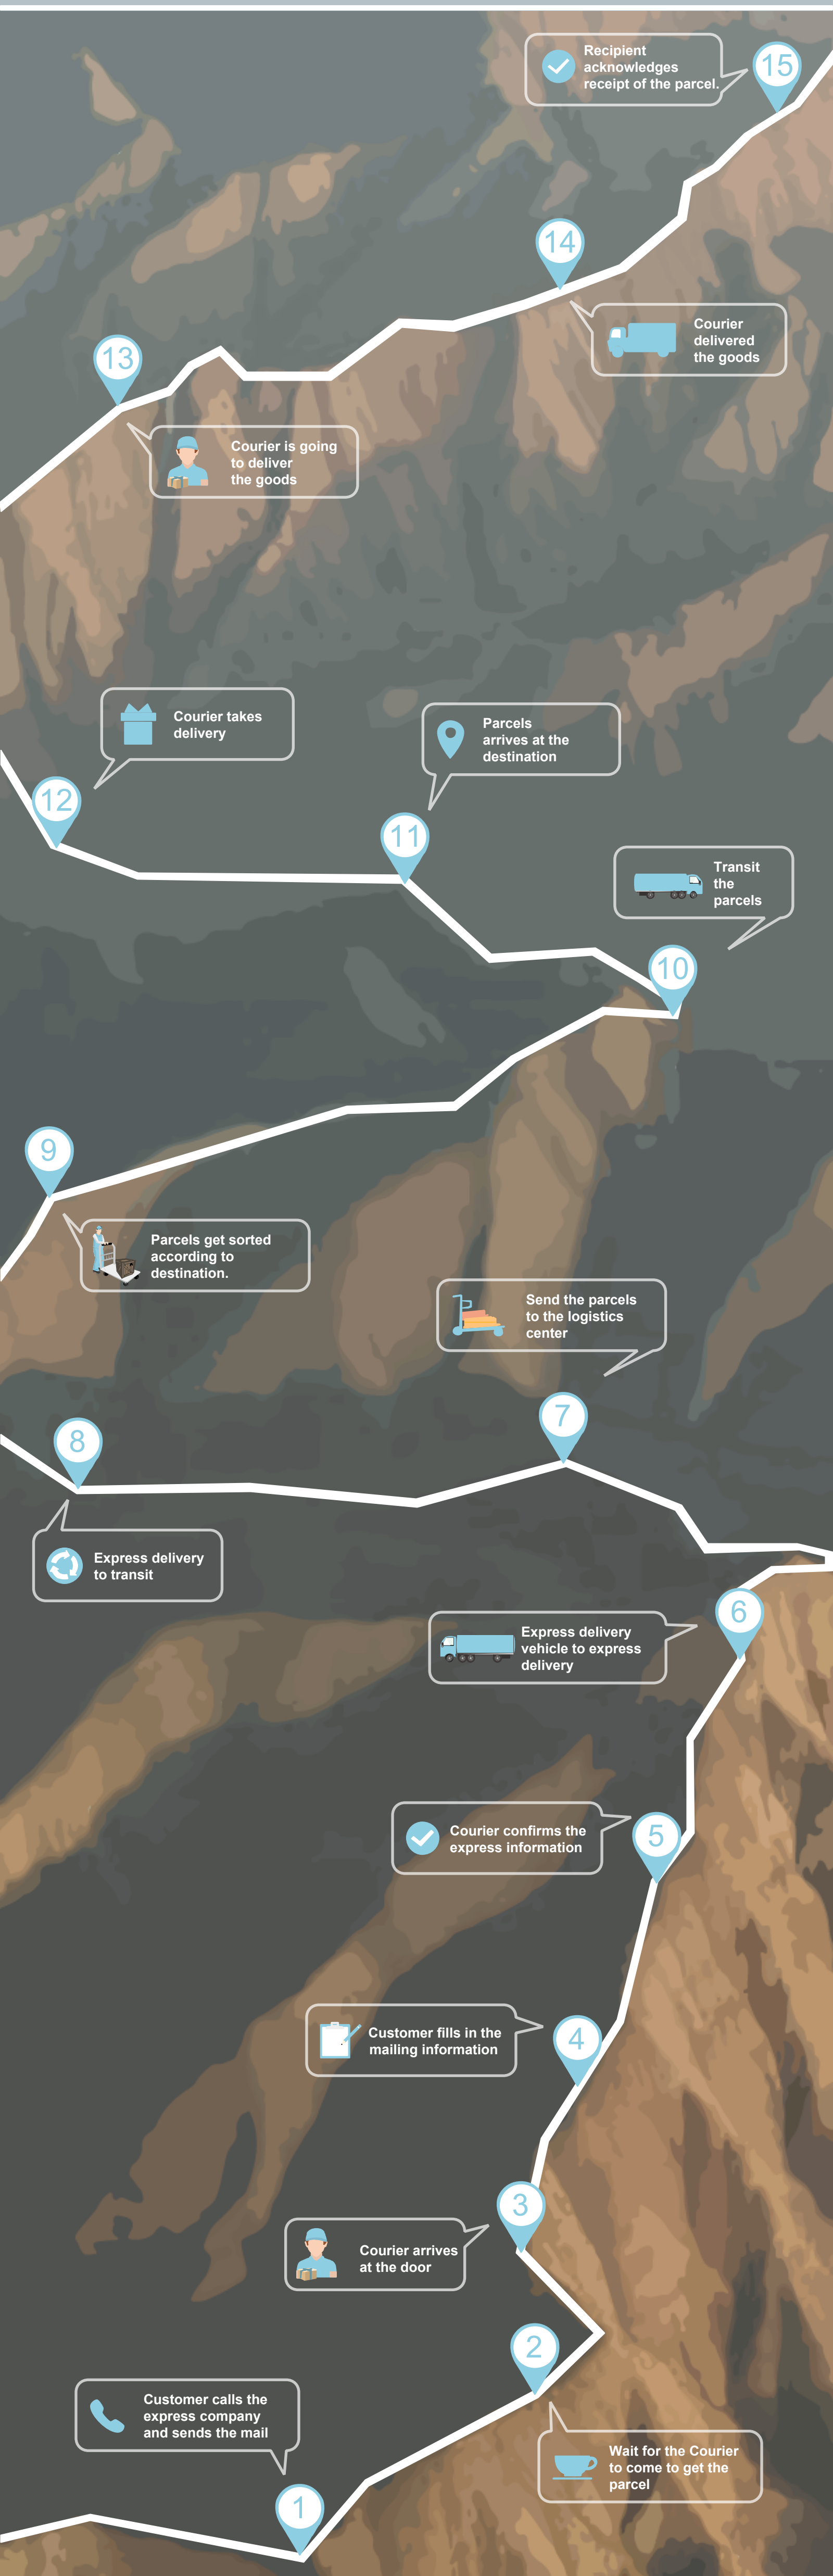 Recipient
acknowledges
receipt of the parcel.
15
14
Courier
delivered
the goods
13
Courier is going
to deliver
the goods
Courier takes
delivery
12
Parcels
arrives at the
destination
11
Transit
the
parcels
10
9
Parcels get sorted
according to
destination.
Send the parcels
to the logistics
center
7
8
Express delivery
to transit
6
Express delivery
vehicle to express
delivery
5
Courier confirms the
express information
4
Customer fills in the
mailing information
3
Courier arrives
at the door
2
Customer calls the
express company
and sends the mail
Wait for the Courier
to come to get the
parcel
1